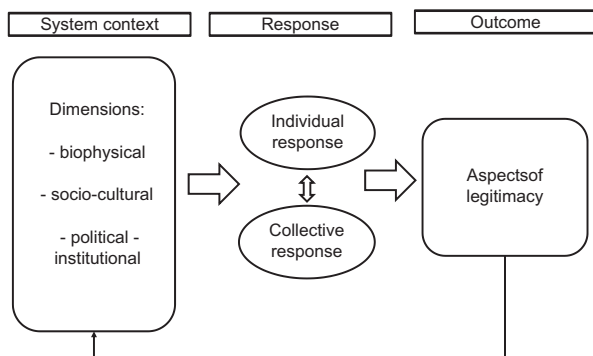 System context
Response
Outcome
Dimensions:
- biophysical
- socio-cultural
- political -
institutional
Individual
response
Collective
response
Aspectsof
legitimacy